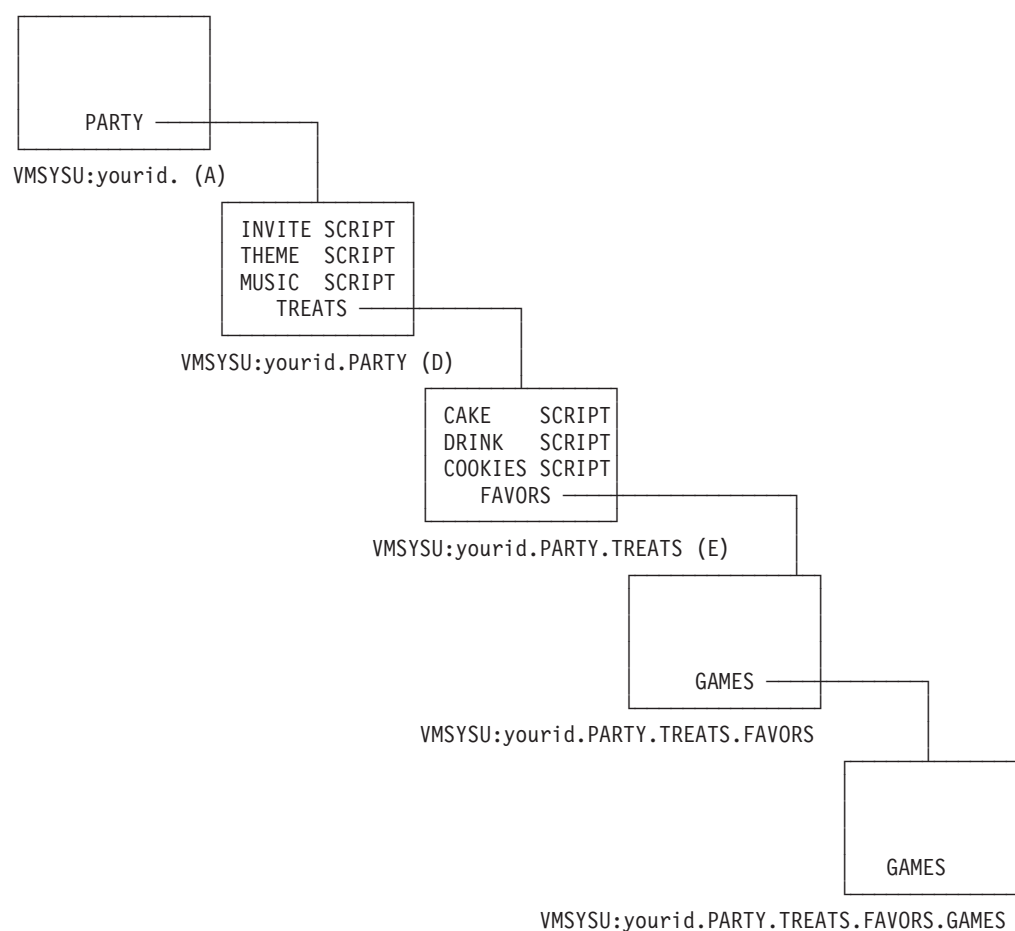 PARTY
VMSYSU:yourid. (A)
INVITE SCRIPT
THEME  SCRIPT
MUSIC  SCRIPT
TREATS
VMSYSU:yourid.PARTY (D)
CAKE    SCRIPT
DRINK   SCRIPT
COOKIES SCRIPT
FAVORS
VMSYSU:yourid.PARTY.TREATS (E)
GAMES
VMSYSU:yourid.PARTY.TREATS.FAVORS
GAMES
VMSYSU:yourid.PARTY.TREATS.FAVORS.GAMES